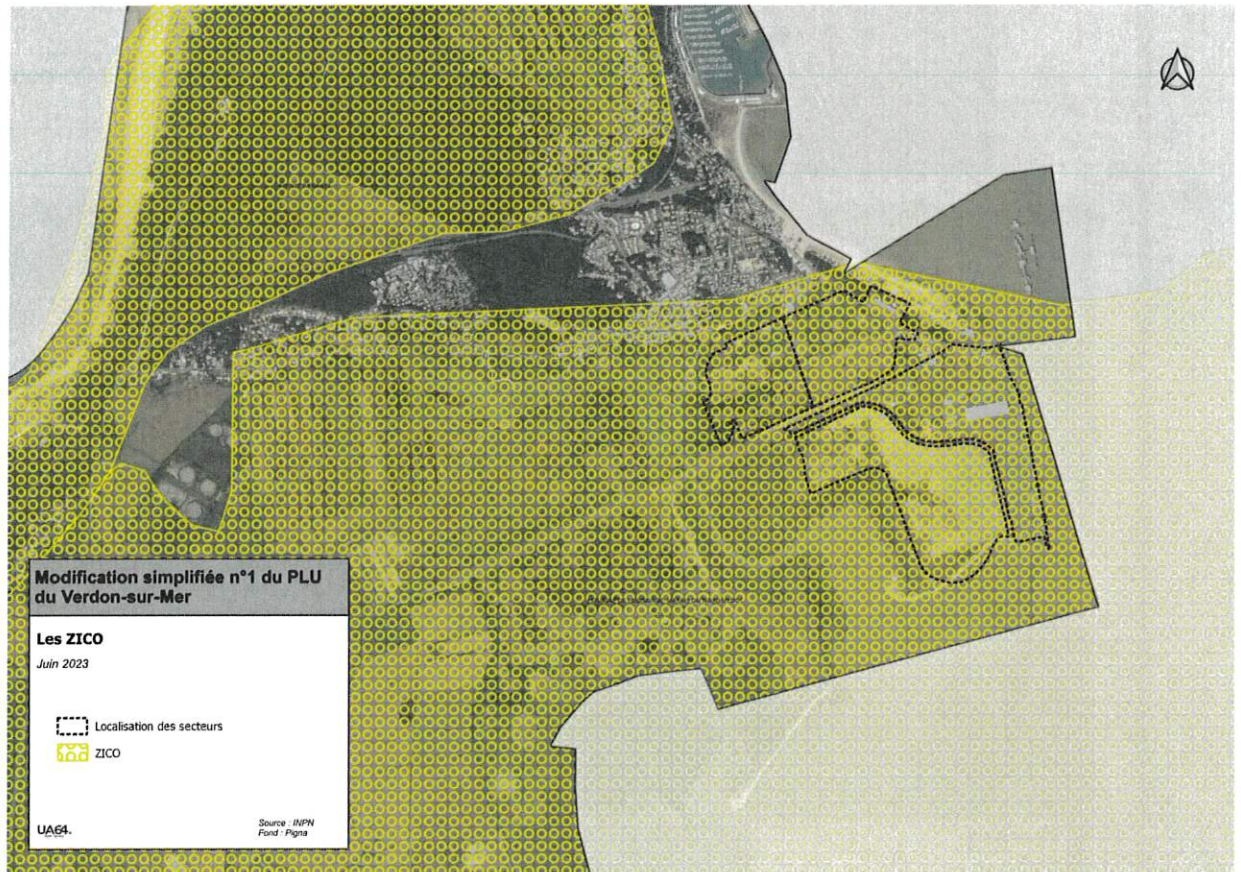 Modification simplifiée n°1 du PLU
du Verdon-sur-Mer
Les ZICO
Juin 2023
Localisation des secteurs
ZICO
UA64.
Source : INPN
Fond : Pigma